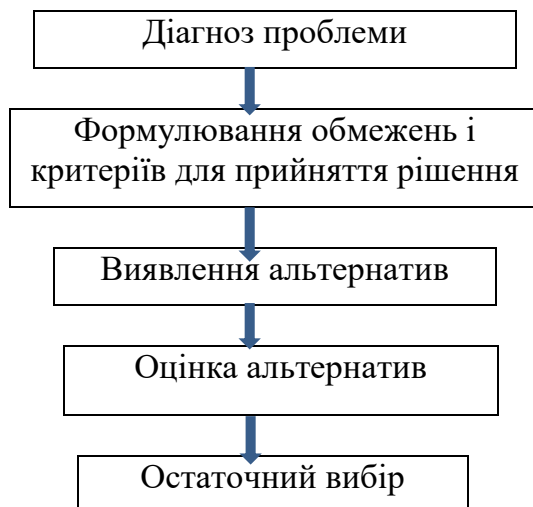 Діагноз проблеми
Формулювання обмежень і
критеріїв для прийняття рішення
Виявлення альтернатив
Оцінка альтернатив
Остаточний вибір